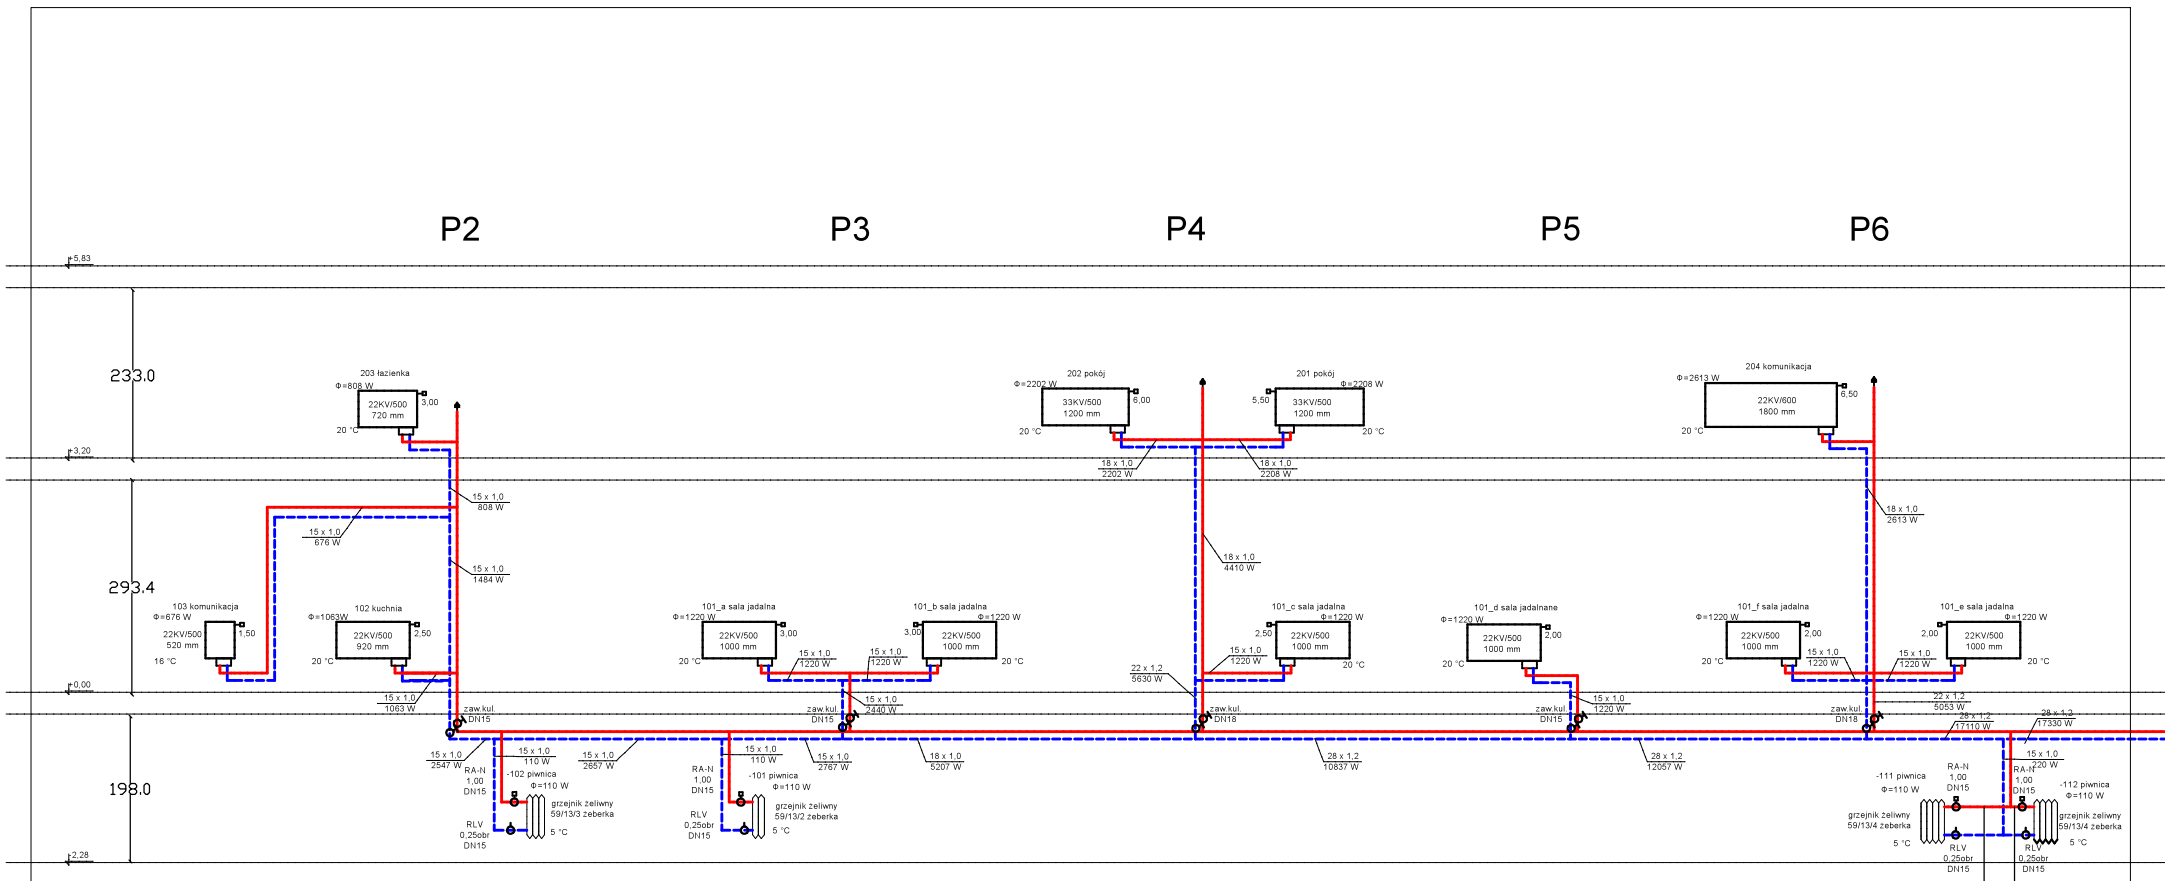 P2
P3
P4
P5
P6
+5,83
233.0
203 łazienka
Φ=808 W
22KV/500
720 mm
3,00
20 °C
202 pokój
Φ=2202 W
33KV/500
1200 mm
6,00
20 °C
201 pokój
Φ=2208 W
5,50
33KV/500
1200 mm
20 °C
204 komunikacja
Φ=2613 W
22KV/600
1800 mm
6,50
20 °C
+3,20
18 x 1,0
2202 W
18 x 1,0
2208 W
15 x 1,0
808 W
15 x 1,0
676 W
15 x 1,0
1484 W
18 x 1,0
4410 W
18 x 1,0
2613 W
293.4
103 komunikacja
Φ=676 W
22KV/500
520 mm
1,50
16 °C
102 kuchnia
Φ=1063W
22KV/500
920 mm
2,50
20 °C
101_a sala jadalna
Φ=1220 W
22KV/500
1000 mm
3,00
20 °C
101_b sala jadalna
Φ=1220 W
3,00
22KV/500
1000 mm
20 °C
15 x 1,0
1220 W
15 x 1,0
1220 W
101_c sala jadalna
Φ=1220 W
2,50
22KV/500
1000 mm
20 °C
15 x 1,0
1220 W
101_d sala jadalnane
Φ=1220 W
22KV/500
1000 mm
2,00
20 °C
101_f sala jadalna
Φ=1220 W
22KV/500
1000 mm
2,00
20 °C
101_e sala jadalna
Φ=1220 W
2,00
22KV/500
1000 mm
20 °C
15 x 1,0
1220 W
15 x 1,0
1220 W
+0,00
15 x 1,0
1063 W
zaw.kul.
DN15
15 x 1,0
2440 W
zaw.kul.
DN15
22 x 1,2
5630 W
zaw.kul.
DN18
15 x 1,0
1220 W
zaw.kul.
DN15
22 x 1,2
5053 W
zaw.kul.
DN18
28 x 1,2
17110 W
28 x 1,2
17330 W
15 x 1,0
2547 W
15 x 1,0
110 W
15 x 1,0
2657 W
15 x 1,0
110 W
15 x 1,0
2767 W
18 x 1,0
5207 W
28 x 1,2
10837 W
28 x 1,2
12057 W
15 x 1,0
220 W
198.0
RA-N
1,00
DN15
-102 piwnica
Φ=110 W
grzejnik żeliwny
59/13/3 żeberka
5 °C
RLV
0,25obr
DN15
RA-N
1,00
DN15
-101 piwnica
Φ=110 W
grzejnik żeliwny
59/13/2 żeberka
5 °C
RLV
0,25obr
DN15
-111 piwnica
Φ=110 W
RA-N
1,00
DN15
grzejnik żeliwny
59/13/4 żeberka
5 °C
RLV
0,25obr
DN15
RA-N
1,00
DN15
-112 piwnica
Φ=110 W
grzejnik żeliwny
59/13/4 żeberka
5 °C
RLV
0,25obr
DN15
+2,28